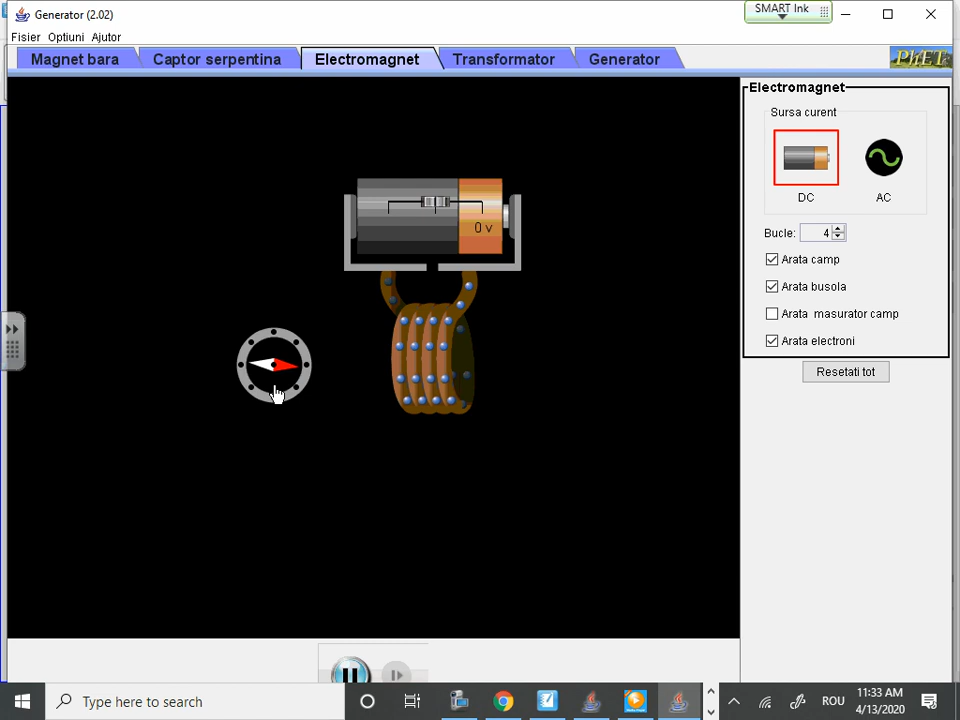 Generator (2.02)
SMART Ink
Fisier Optiuni Ajutor
Magnet bara Captor serpentina Electromagnet Transformator Generator
PhET
Electromagnet
Sursa curent
DC AC
0 v
Bucle: 4
Arata camp
Arata busola
Arata masurator camp
Arata electroni
Resetati tot
Type here to search
ROU
11:33 AM
4/13/2020